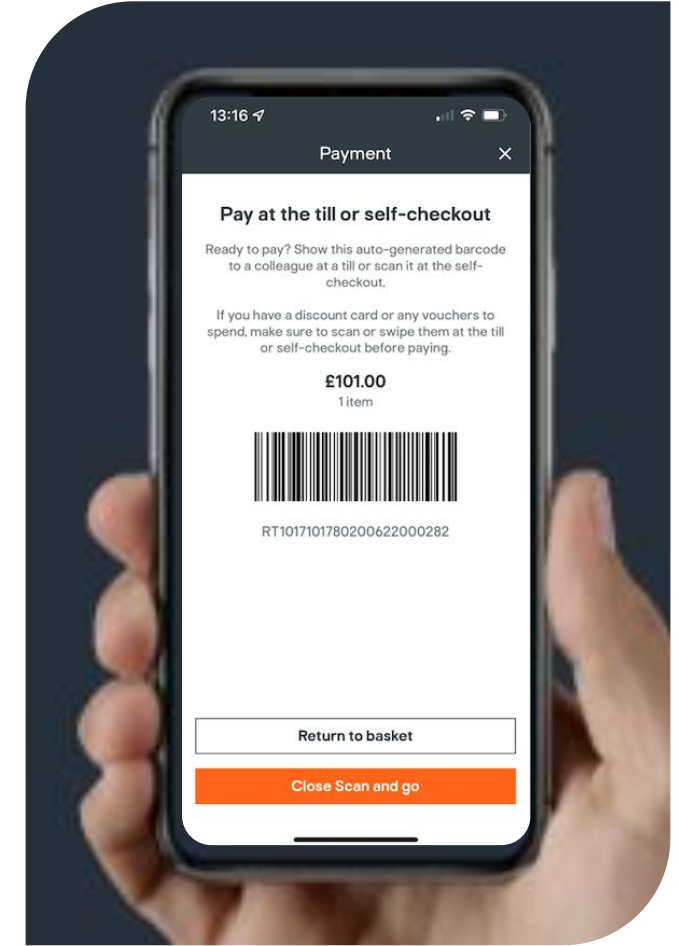 13:16
Payment
Pay at the till or self-checkout
Ready to pay? Show this auto-generated barcode
to a colleague at a till or scan it at the self-
checkout.
If you have a discount card or any vouchers to
spend, make sure to scan or swipe them at the till
or self-checkout before paying.
£101.00
1 item
RT1017101780200622000282
Return to basket
Close Scan and go